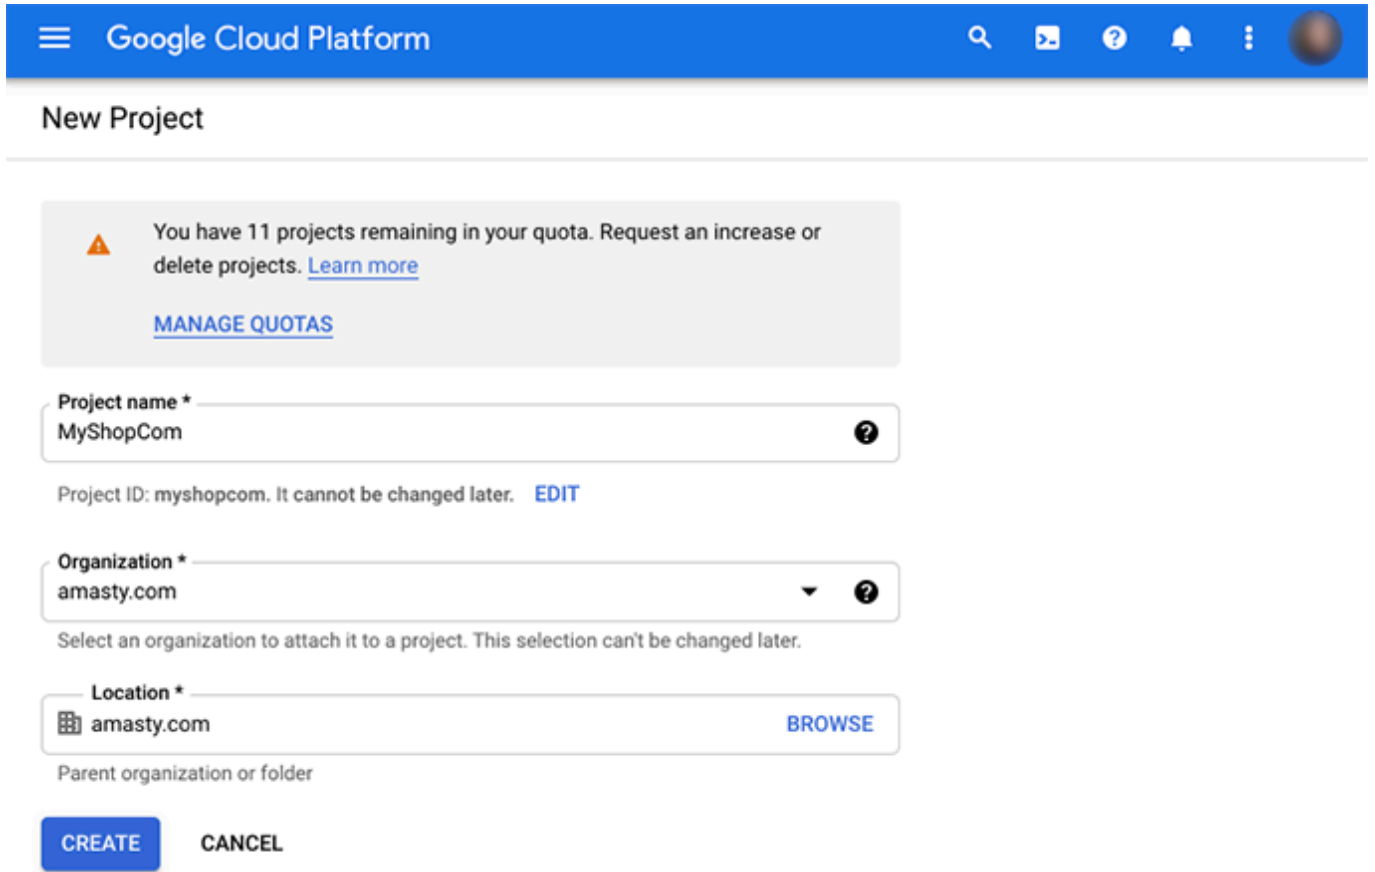 Google Cloud Platform
New Project
You have 11 projects remaining in your quota. Request an increase or
delete projects. Learn more
MANAGE QUOTAS
Project name *
MyShopCom
Project ID: myshopcom. It cannot be changed later. EDIT
Organization *
amasty.com
Select an organization to attach it to a project. This selection can't be changed later.
Location *
amasty.com BROWSE
Parent organization or folder
CREATE CANCEL